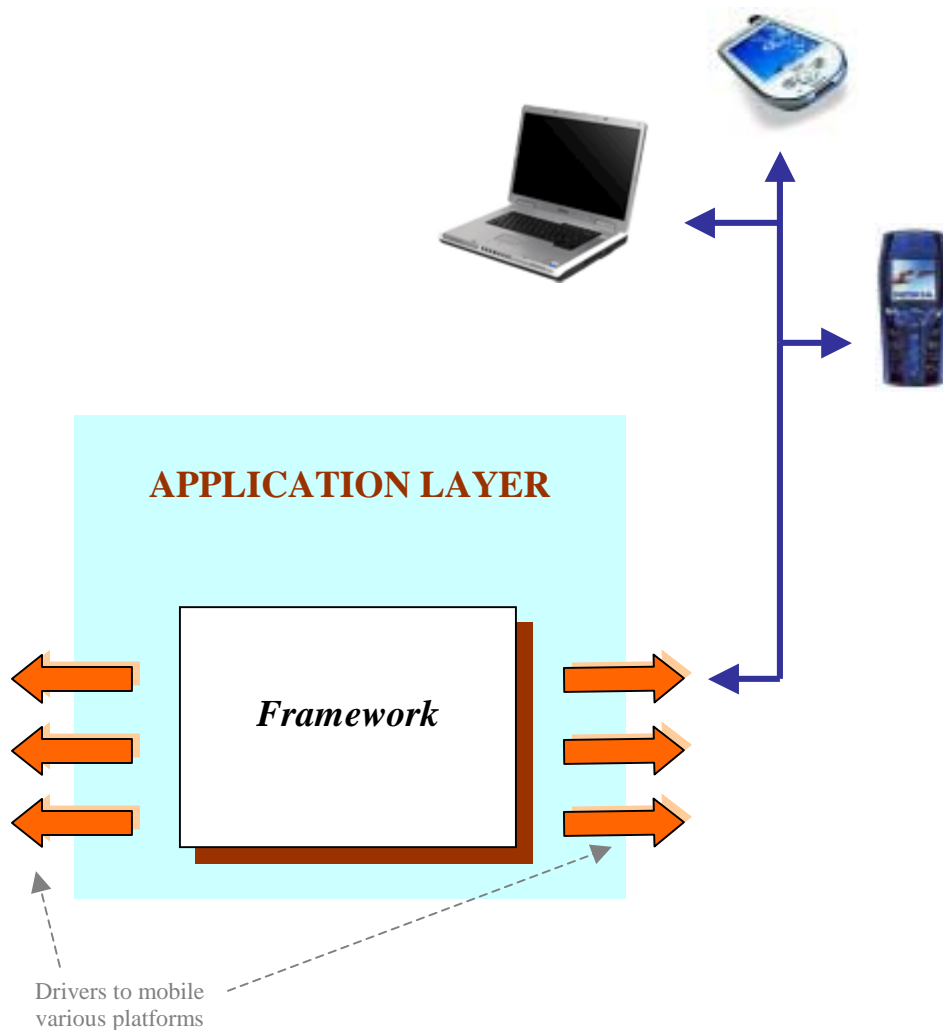 APPLICATION LAYER
Framework
Drivers to mobile
various platforms